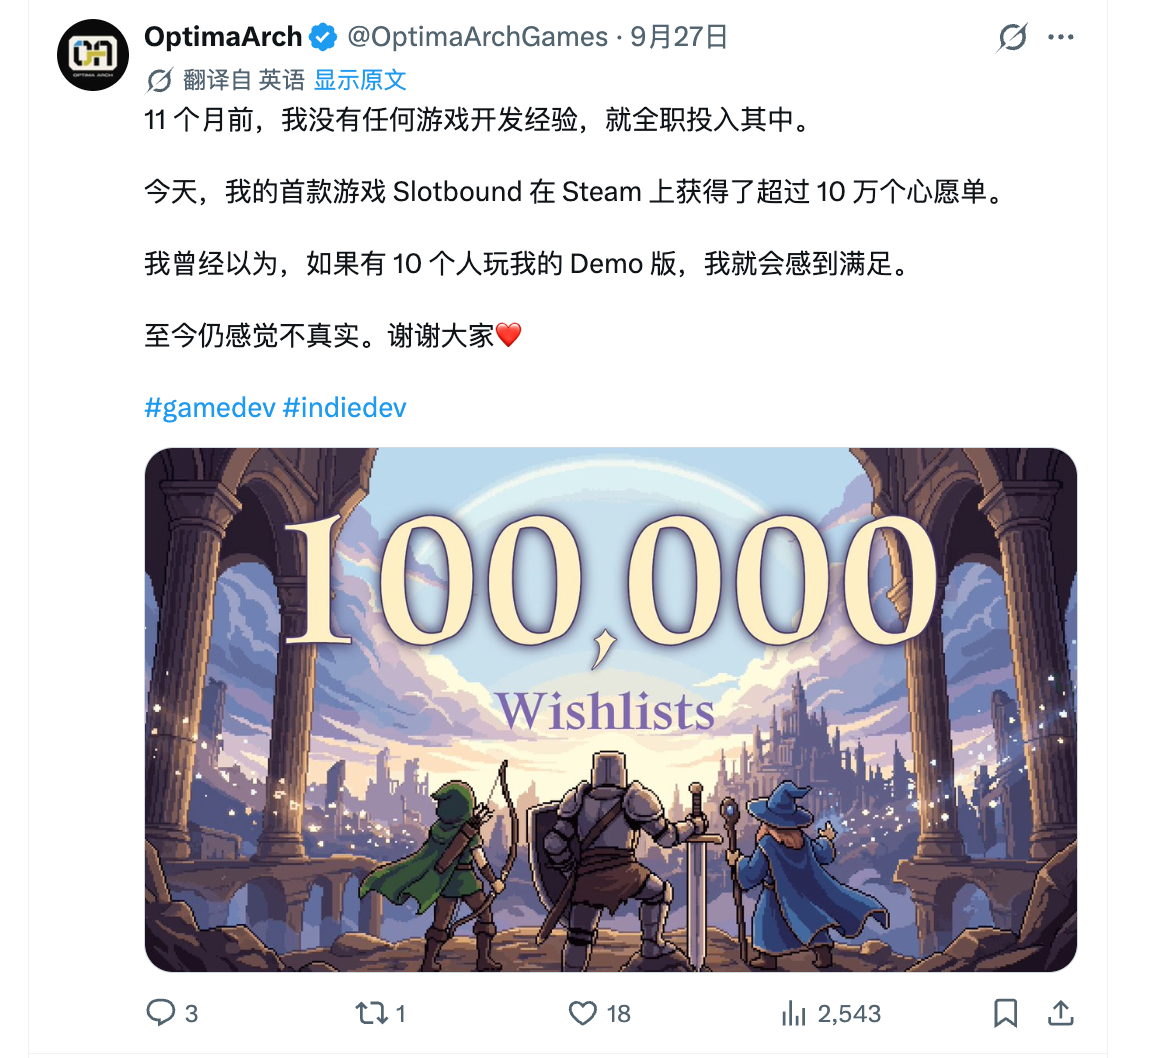 OptimaArch @OptimaArchGames · 9月27日
翻译自 英语 显示原文
11 个月前，我没有任何游戏开发经验，就全职投入其中。
今天，我的首款游戏 Slotbound 在 Steam 上获得了超过 10 万个心愿单。
我曾经以为，如果有 10 个人玩我的 Demo 版，我就会感到满足。
至今仍感觉不真实。谢谢大家❤️
#gamedev #indiedev
100,000
Wishlists
3 1 18 2,543
OPTIMA ARCH